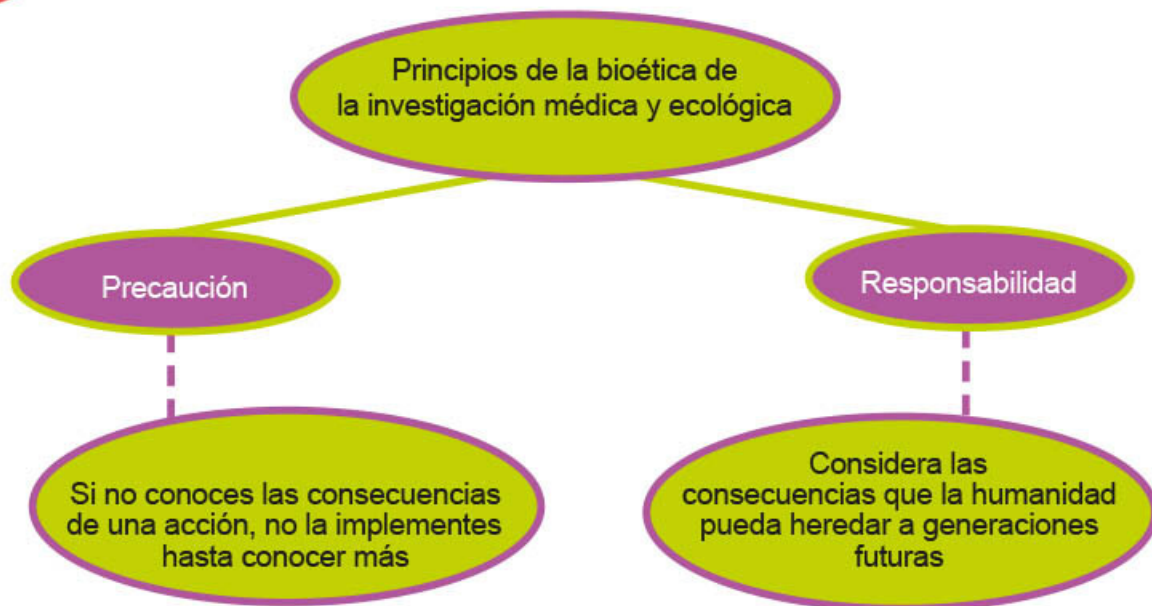 Principios de la bioética de
la investigación médica y ecológica
Precaución
Responsabilidad
Si no conoces las consecuencias
de una acción, no la implementes
hasta conocer más
Considera las
consecuencias que la humanidad
pueda heredar a generaciones
futuras